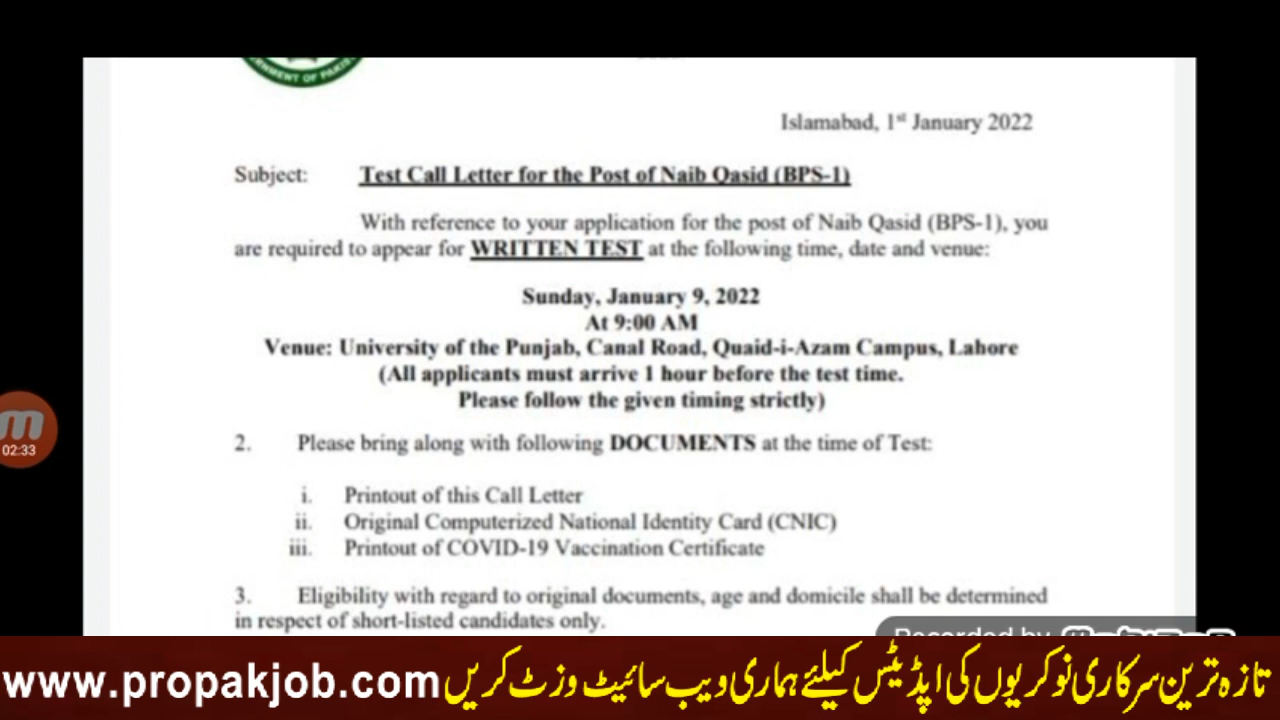 Islamabad, 1st January 2022
Subject: Test Call Letter for the Post of Naib Qasid (BPS-1)
With reference to your application for the post of Naib Qasid (BPS-1), you
are required to appear for WRITTEN TEST at the following time, date and venue:
Sunday, January 9, 2022
At 9:00 AM
Venue: University of the Punjab, Canal Road, Quaid-i-Azam Campus, Lahore
(All applicants must arrive 1 hour before the test time.
Please follow the given timing strictly)
2. Please bring along with following DOCUMENTS at the time of Test:
i. Printout of this Call Letter
ii. Original Computerized National Identity Card (CNIC)
iii. Printout of COVID-19 Vaccination Certificate
3. Eligibility with regard to original documents, age and domicile shall be determined
in respect of short-listed candidates only.
02:33
Recorded by
تازہ ترین سرکاری نوکریوں کی اپڈیٹس کیلئے ہماری ویب سائیٹ وزٹ کریں www.propakjob.com